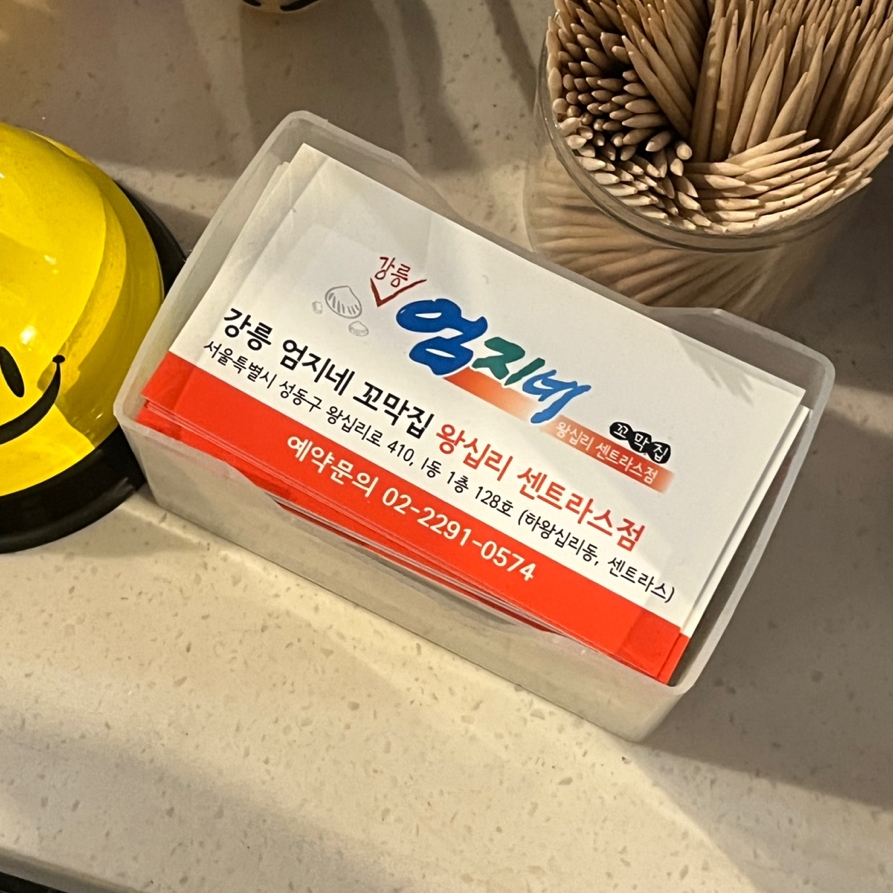 강릉
엄지네
꼬막집
왕십리 센트라스점
강릉 엄지네 꼬막집 왕십리 센트라스점
서울특별시 성동구 왕십리로 410, I동 1층 128호 (하왕십리동, 센트라스)
예약문의 02-2291-0574